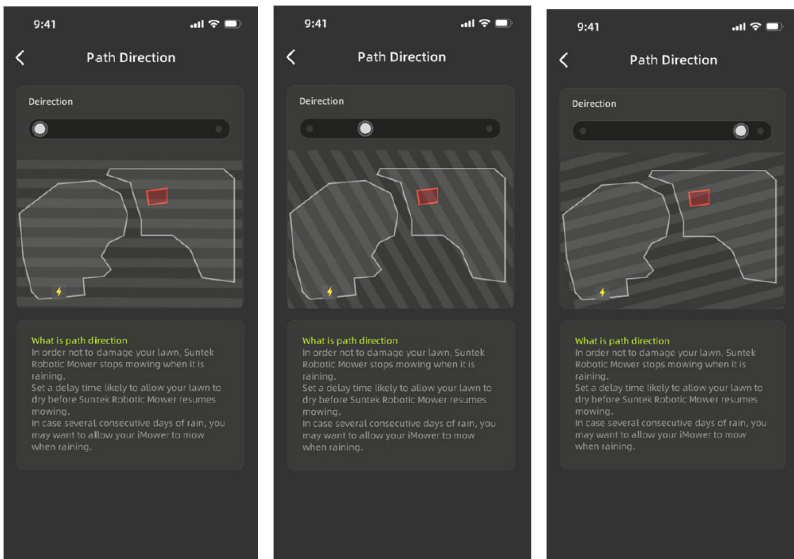 9:41
Path Direction
Deirection
What is path direction
In order not to damage your lawn, Suntek
Robotic Mower stops mowing when it is
raining.
Set a delay time likely to allow your lawn to
dry before Suntek Robotic Mower resumes
mowing.
In case several consecutive days of rain, you
may want to alllow your iMower to mow
when raining.
9:41
Path Direction
Deirection
What is path direction
In order not to damage your lawn, Suntek
Robotic Mower stops mowing when it is
raining.
Set a delay time likely to allow your lawn to
dry before Suntek Robotic Mower resumes
mowing.
In case several consecutive days of rain, you
may want to alllow your iMower to mow
when raining.
9:41
Path Direction
Deirection
What is path direction
In order not to damage your lawn, Suntek
Robotic Mower stops mowing when it is
raining.
Set a delay time likely to allow your lawn to
dry before Suntek Robotic Mower resumes
mowing.
In case several consecutive days of rain, you
may want to alllow your iMower to mow
when raining.